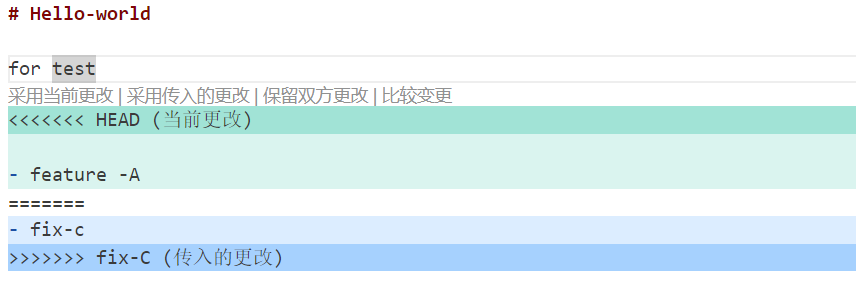 # Hello-world
for test
采用当前更改 | 采用传入的更改 | 保留双方更改 | 比较变更
<<<<<<< HEAD (当前更改)
- feature -A
=======
- fix-c
>>>>>>> fix-C (传入的更改)